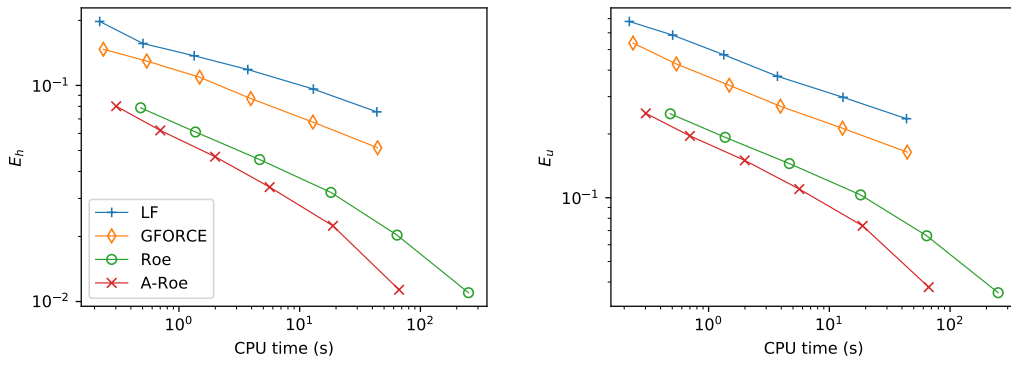 10⁻¹
10⁻²
E_h
LF
GFORCE
Roe
A-Roe
10⁰ 10¹ 10²
CPU time (s)
10⁻¹
E_u
10⁰ 10¹ 10²
CPU time (s)